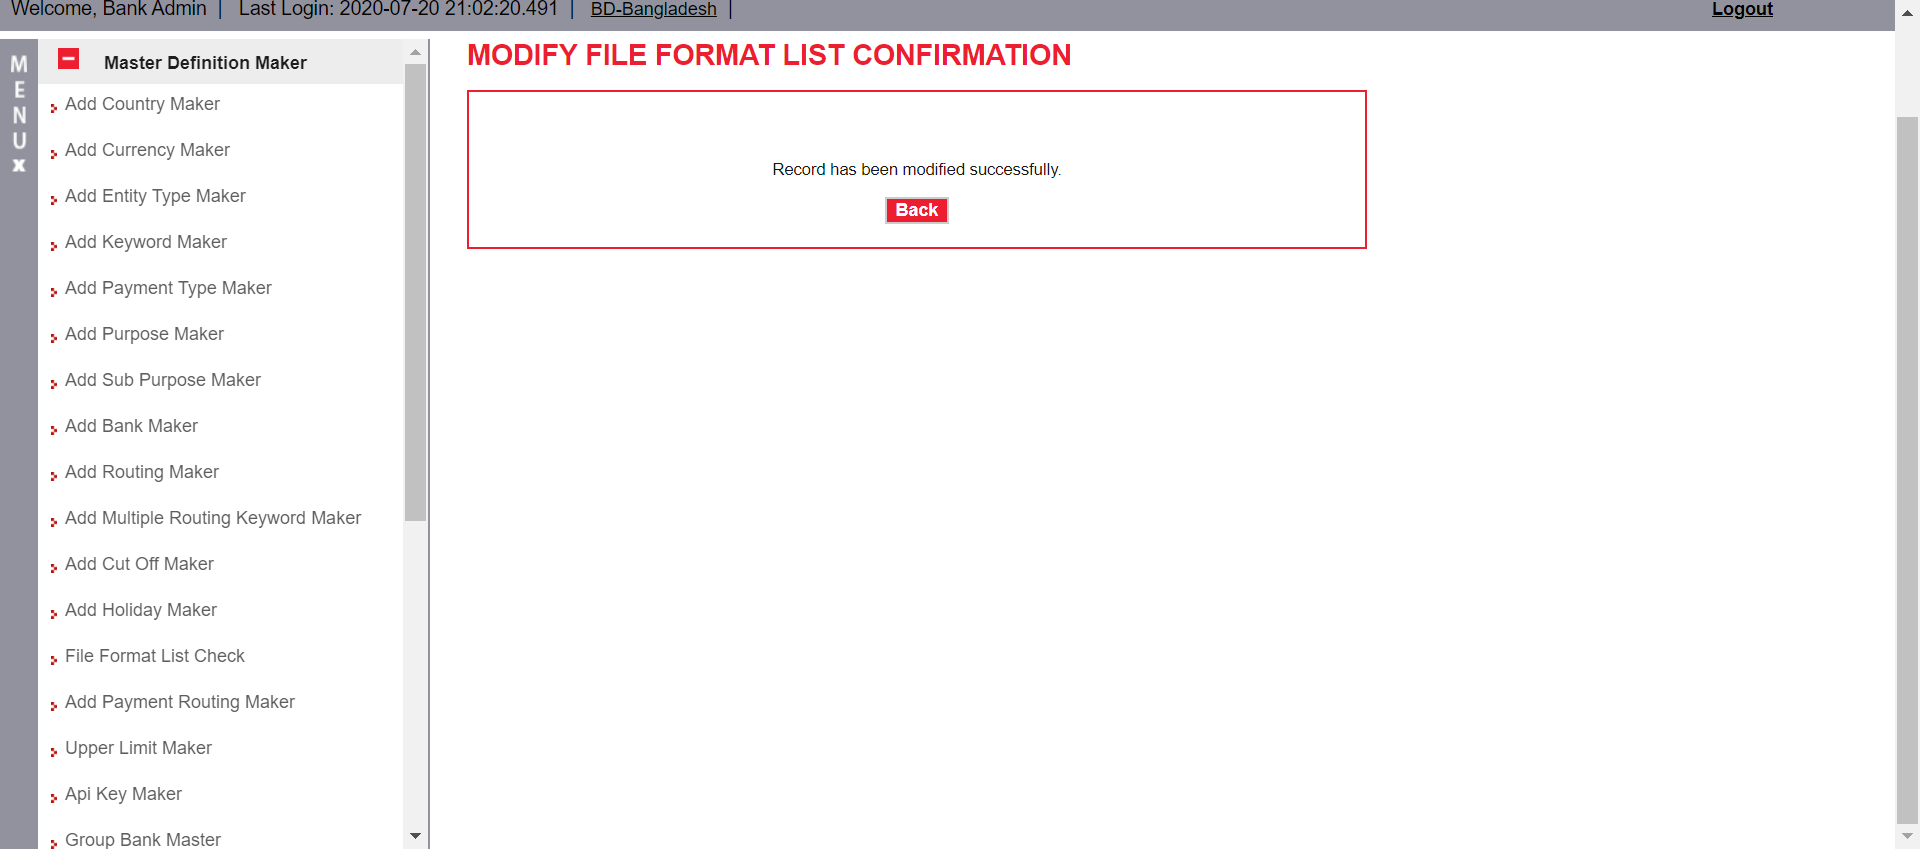 Welcome, Bank Admin | Last Login: 2020-07-20 21:02:20.491 | BD-Bangladesh | Logout
MENU x
Master Definition Maker
Add Country Maker
Add Currency Maker
Add Entity Type Maker
Add Keyword Maker
Add Payment Type Maker
Add Purpose Maker
Add Sub Purpose Maker
Add Bank Maker
Add Routing Maker
Add Multiple Routing Keyword Maker
Add Cut Off Maker
Add Holiday Maker
File Format List Check
Add Payment Routing Maker
Upper Limit Maker
Api Key Maker
Group Bank Master
MODIFY FILE FORMAT LIST CONFIRMATION
Record has been modified successfully.
Back